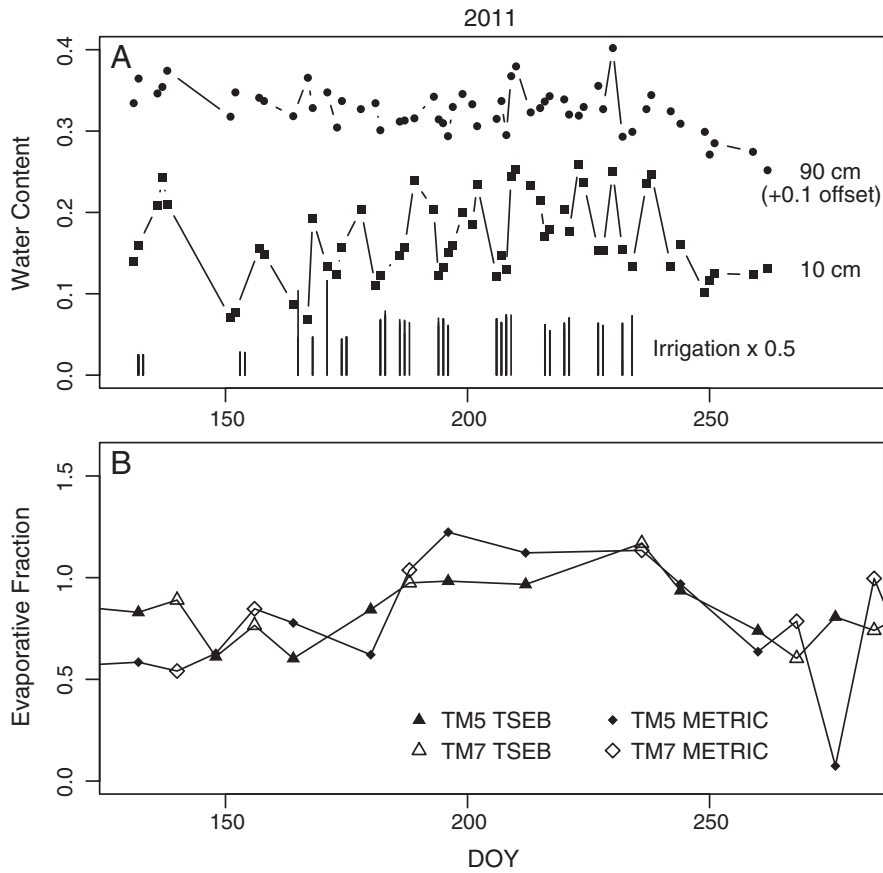 2011
A
Water Content
0.4
0.3
0.2
0.1
0.0
90 cm
(+0.1 offset)
10 cm
Irrigation x 0.5
150
200
250
B
Evaporative Fraction
1.5
1.0
0.5
0.0
TM5 TSEB
TM5 METRIC
TM7 TSEB
TM7 METRIC
150
200
250
DOY